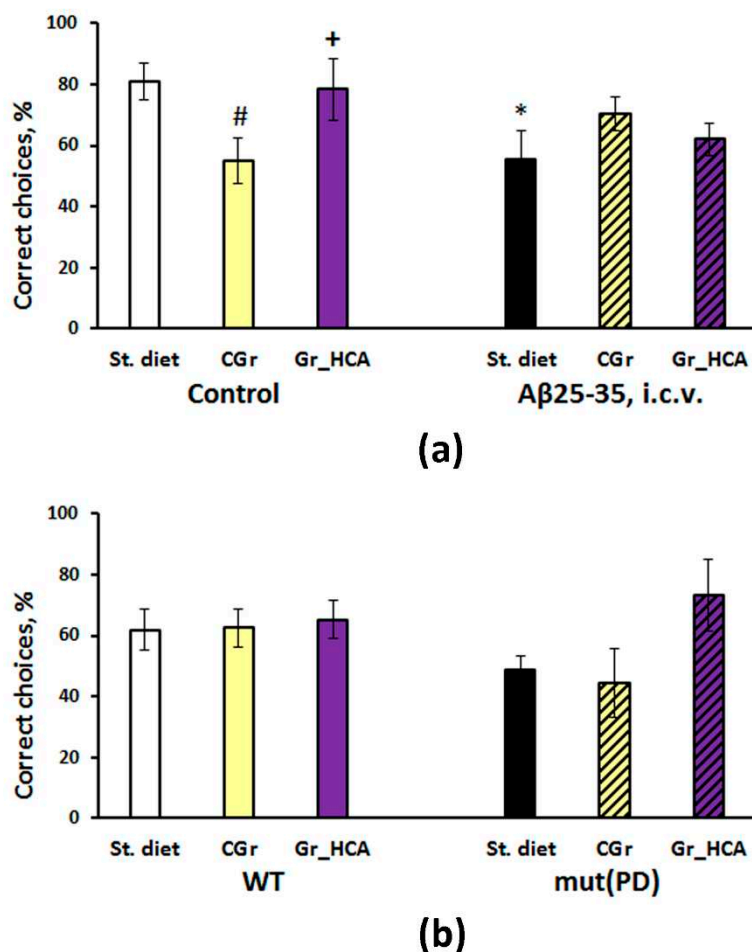 Correct choices, %
100
80
60
40
20
0
#
+
*
St. diet CGr Gr_HCA St. diet CGr Gr_HCA
Control Aβ25-35, i.c.v.
(a)
Correct choices, %
100
80
60
40
20
0
St. diet CGr Gr_HCA St. diet CGr Gr_HCA
WT mut(PD)
(b)